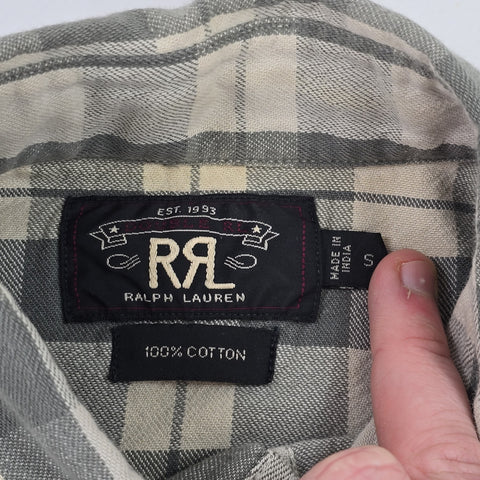 EST. 1993
RRL
RALPH LAUREN
MADE IN
INDIA
S
100% COTTON